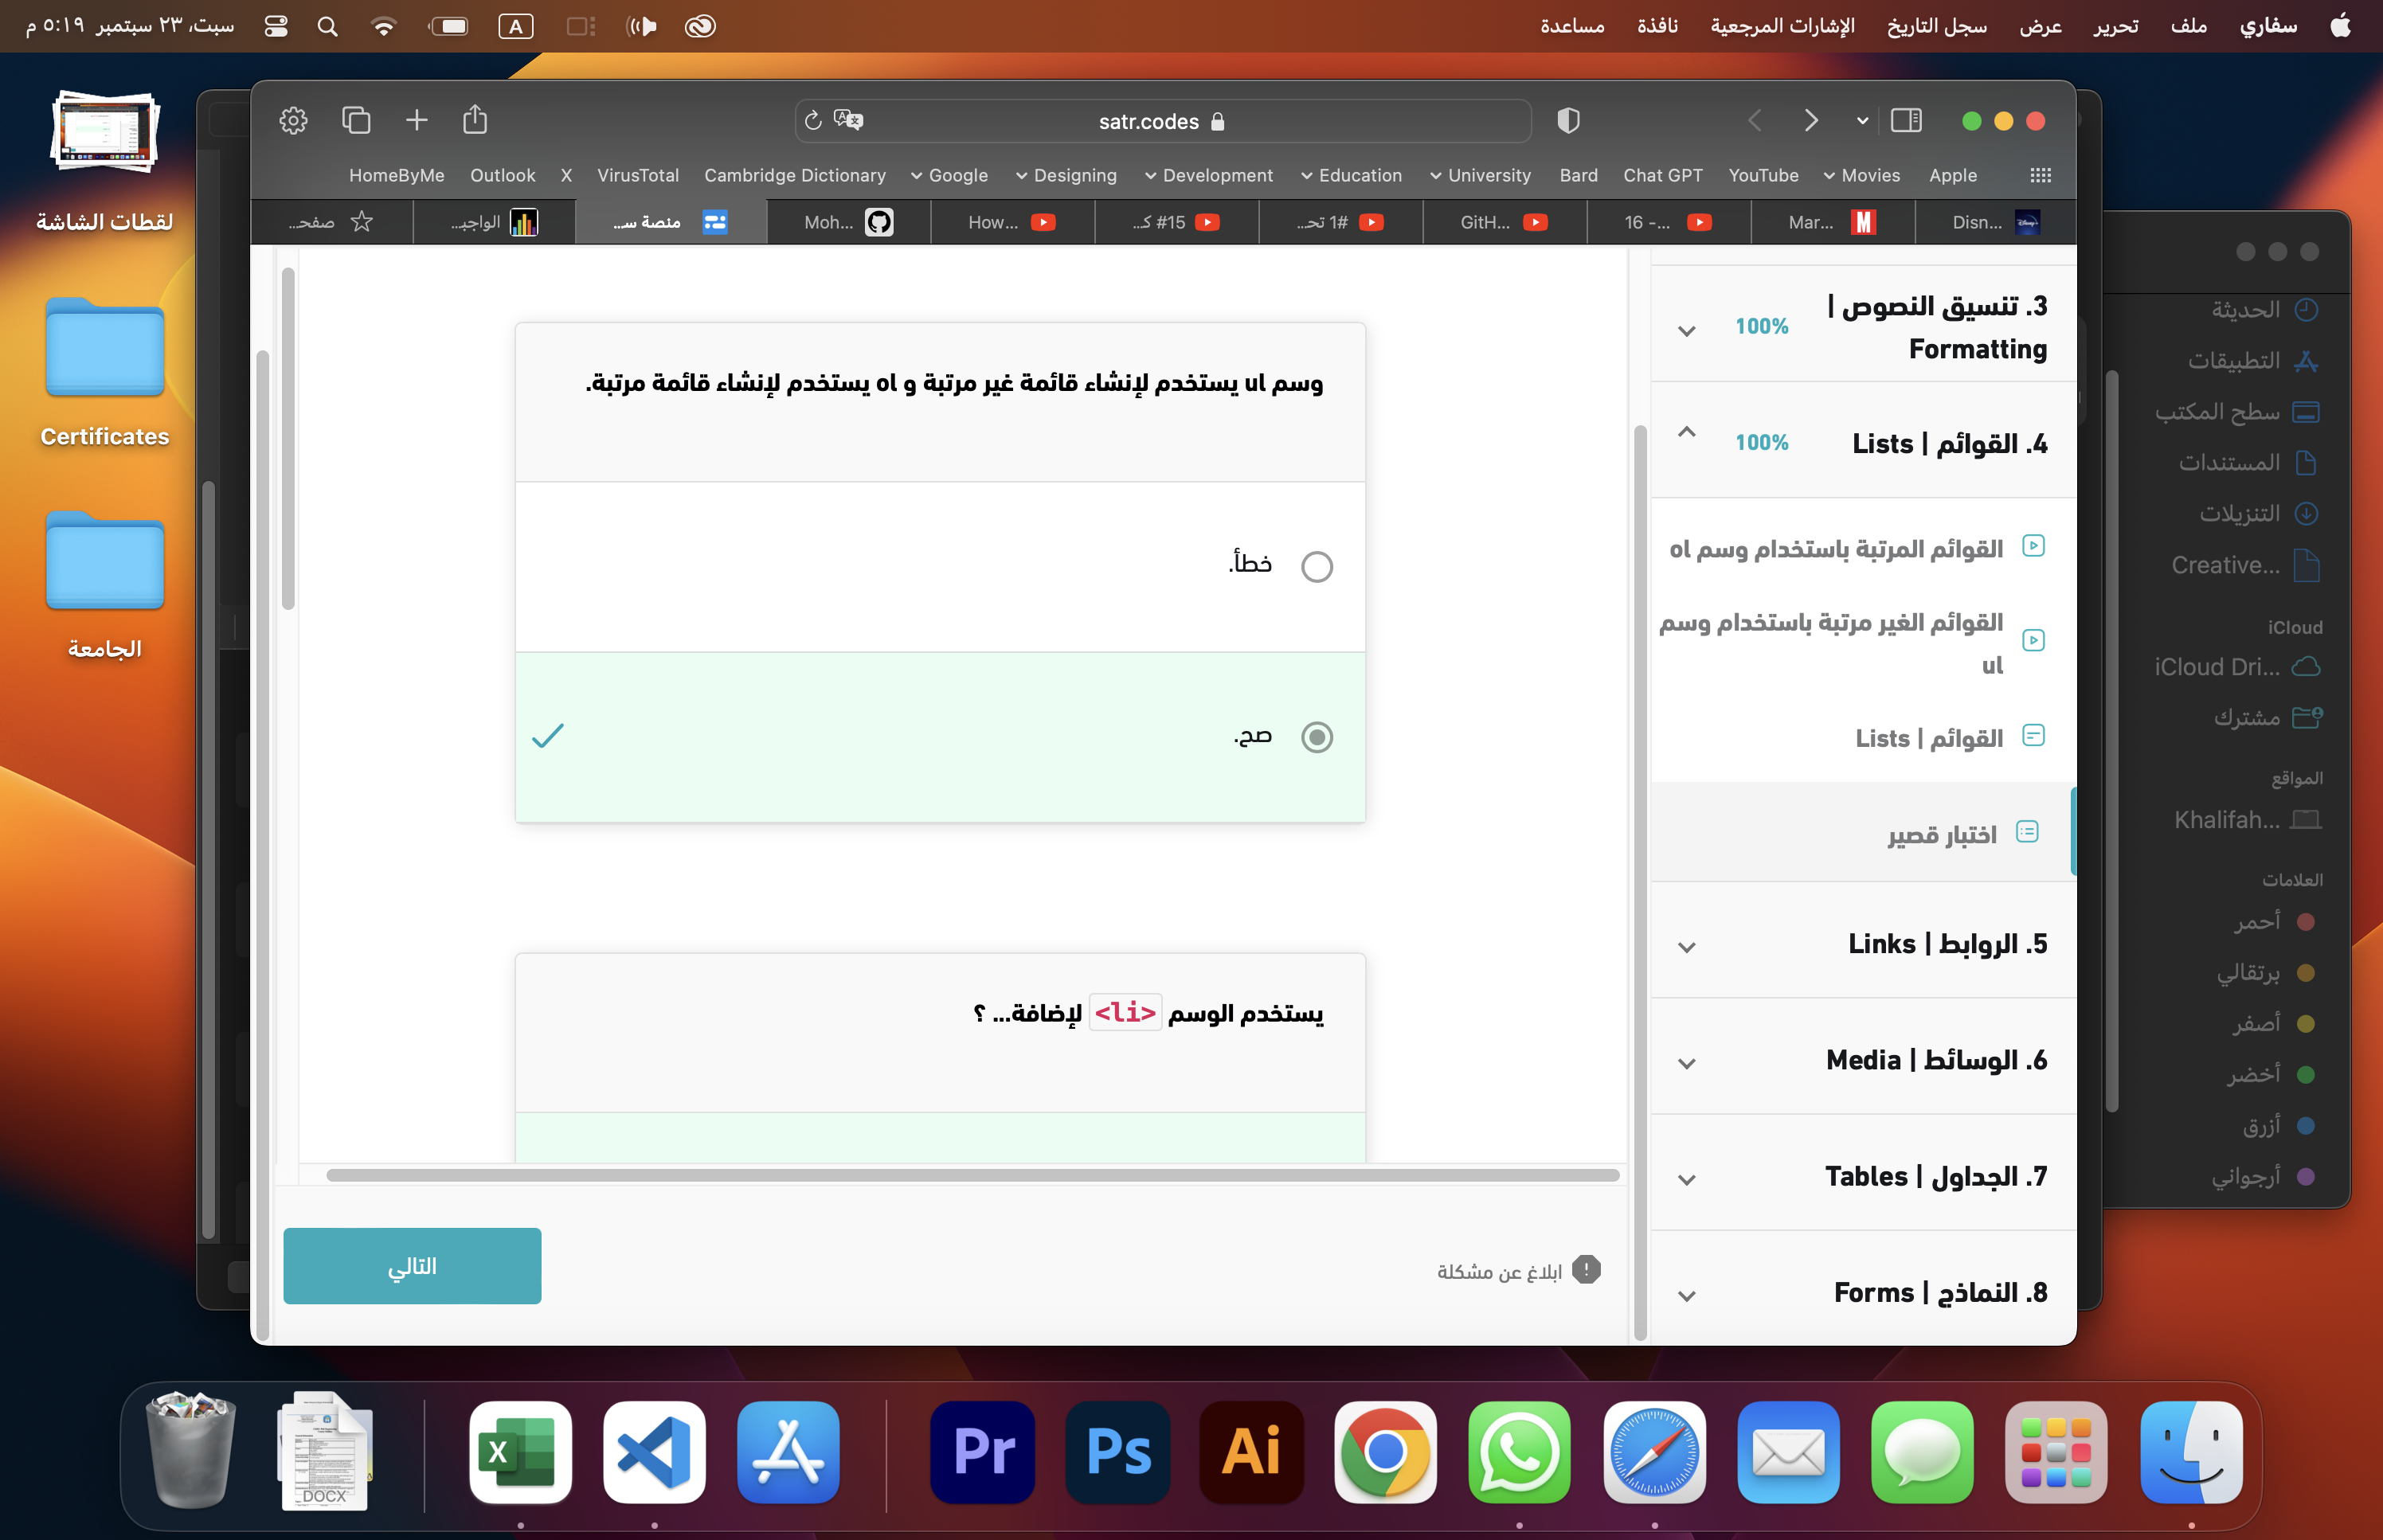 سفاري ملف تحرير عرض سجل التاريخ الإشارات المرجعية نافذة مساعدة
A
سبت، ٢٣ سبتمبر ٥:١٩ م
لقطات الشاشة
Certificates
الجامعة
satr.codes
HomeByMe Outlook X VirusTotal Cambridge Dictionary Google Designing Development Education University Bard Chat GPT YouTube Movies Apple
صفحـ...
الواجبـ...
منصة سـ...
Moh...
How...
#15 كـ...
#1 تحـ...
GitH...
16 -...
Mar...
Disn...
3. تنسيق النصوص |
Formatting
100%
4. القوائم | Lists
100%
القوائم المرتبة باستخدام وسم ol
القوائم الغير مرتبة باستخدام وسم
ul
القوائم | Lists
اختبار قصير
5. الروابط | Links
6. الوسائط | Media
7. الجداول | Tables
8. النماذج | Forms
وسم ul يستخدم لإنشاء قائمة غير مرتبة و ol يستخدم لإنشاء قائمة مرتبة.
خطأ.
صح.
يستخدم الوسم <li> لإضافة... ؟
ابلاغ عن مشكلة
التالي
الحديثة
التطبيقات
سطح المكتب
المستندات
التنزيلات
Creative...
iCloud
iCloud Dri...
مشترك
المواقع
Khalifah...
العلامات
أحمر
برتقالي
أصفر
أخضر
أزرق
أرجواني
DOCX
X
Pr
Ps
Ai